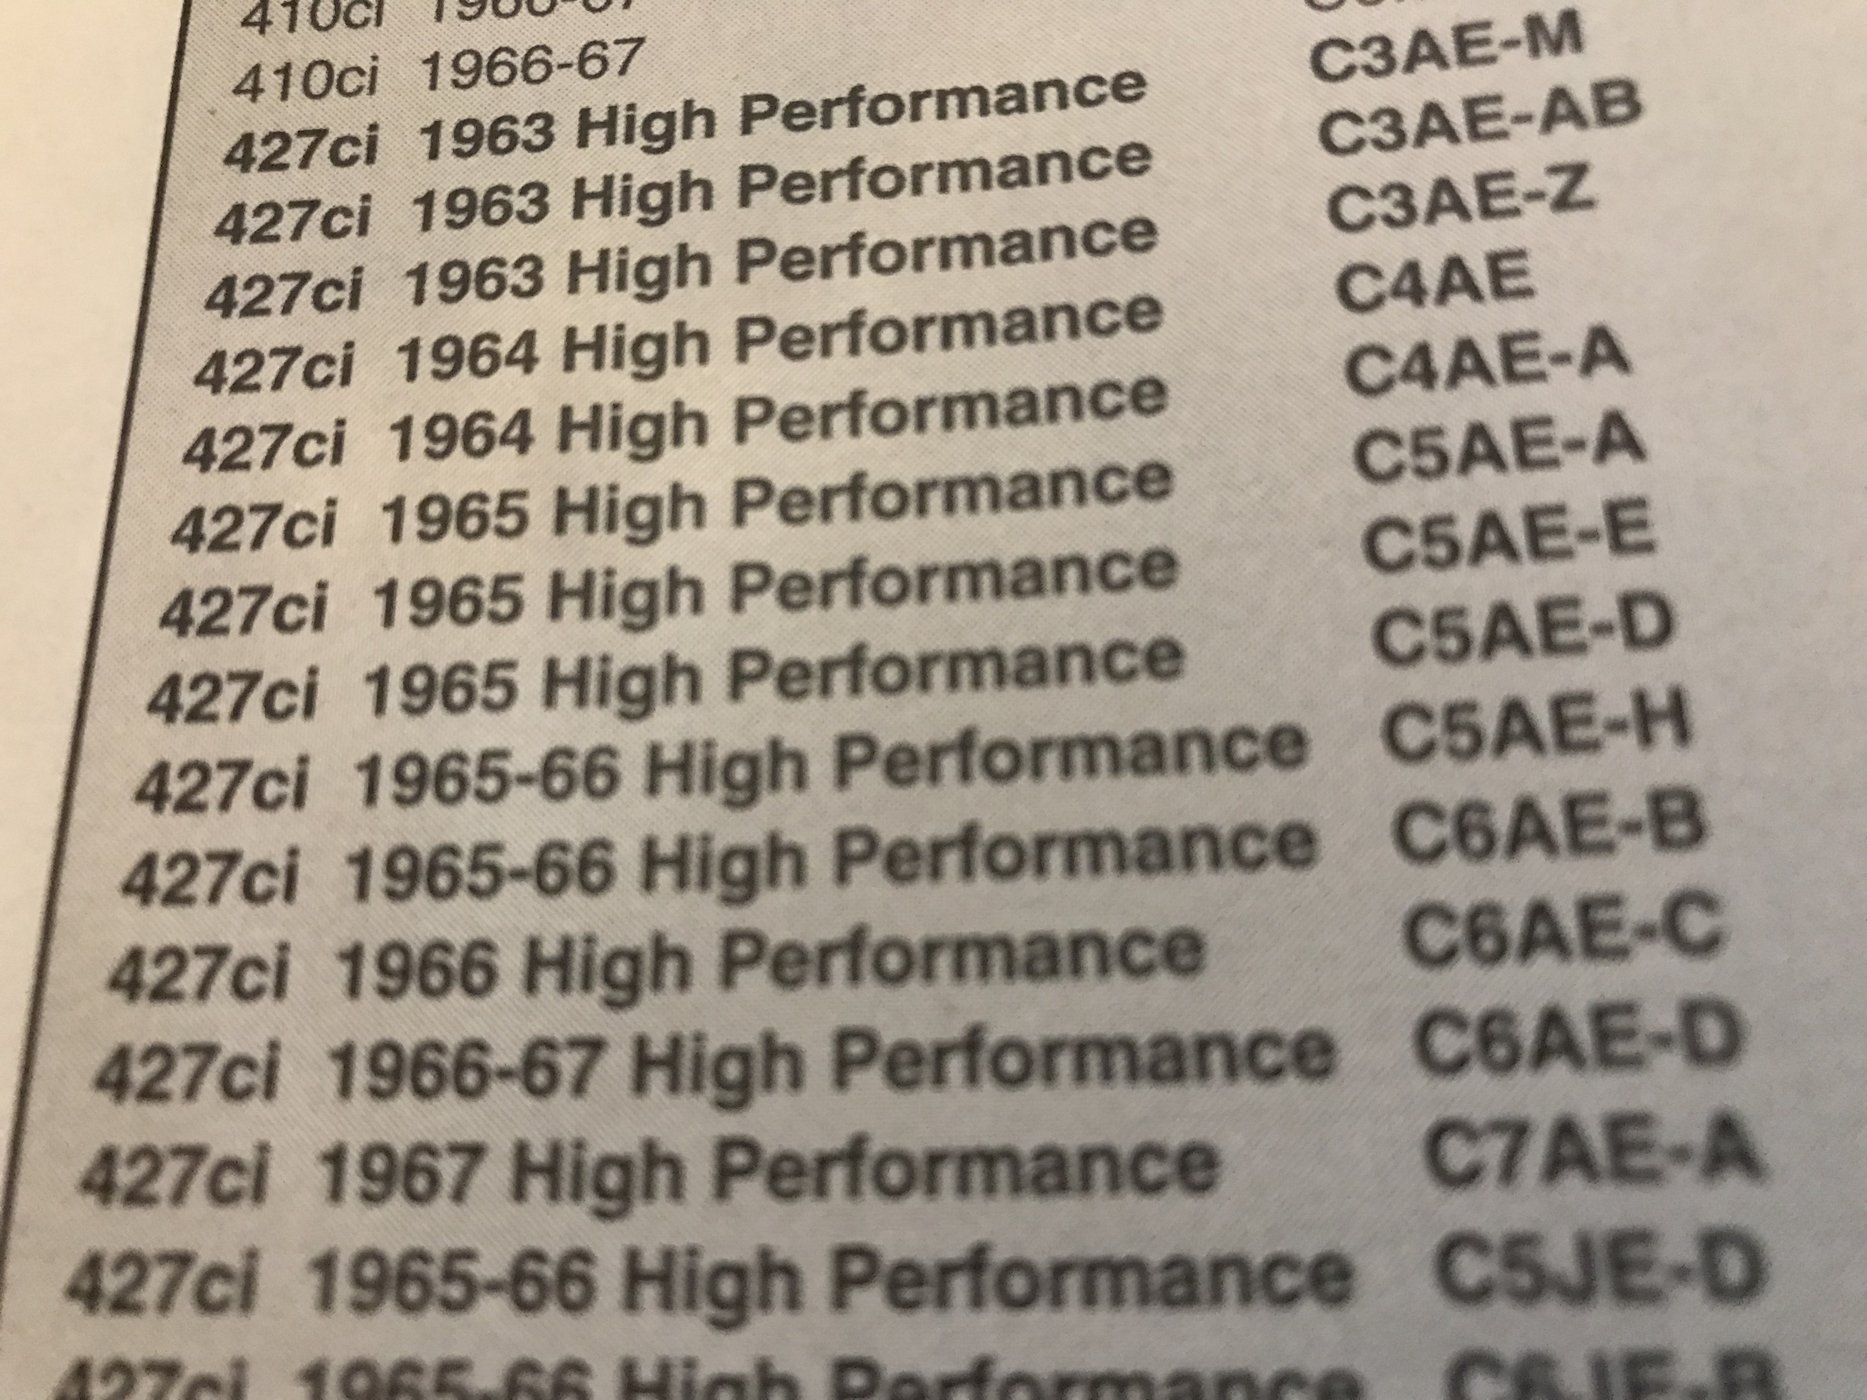 410ci 1966-67
410ci 1966-67
427ci 1963 High Performance C3AE-M
427ci 1963 High Performance C3AE-AB
427ci 1963 High Performance C3AE-Z
427ci 1964 High Performance C4AE
427ci 1964 High Performance C4AE-A
427ci 1965 High Performance C5AE-A
427ci 1965 High Performance C5AE-E
427ci 1965 High Performance C5AE-D
427ci 1965-66 High Performance C5AE-H
427ci 1965-66 High Performance C6AE-B
427ci 1966 High Performance C6AE-C
427ci 1966-67 High Performance C6AE-D
427ci 1967 High Performance C7AE-A
427ci 1965-66 High Performance C5JE-D
427ci 1965-66 High Performance C6JE-B